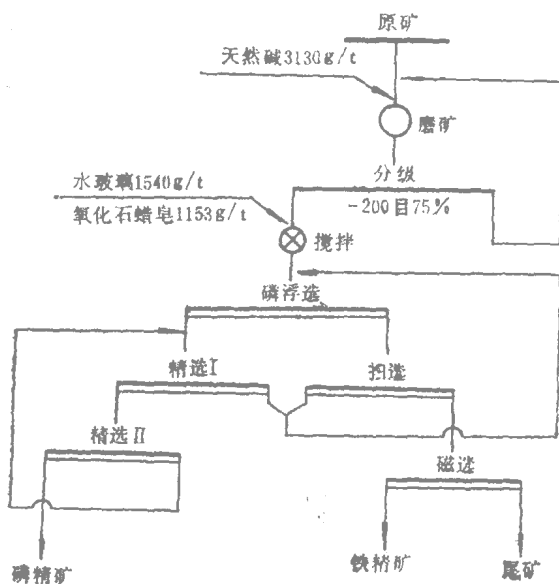 原矿
天然碱3130g/t
磨矿
分级
水玻璃1540g/t
-200目75%
氧化石蜡皂1153g/t
搅拌
磷浮选
精选I
扫选
精选II
磁选
磷精矿
铁精矿
尾矿